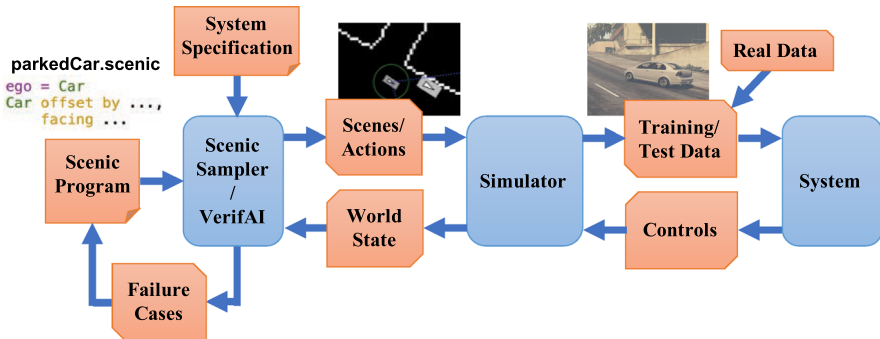 System
Specification
parkedCar.scenic
ego = Car
Car offset by ...,
facing ...
Real Data
Scenic
Program
Scenic
Sampler
/
VerifAI
Scenes/
Actions
Simulator
Training/
Test Data
System
World
State
Controls
Failure
Cases